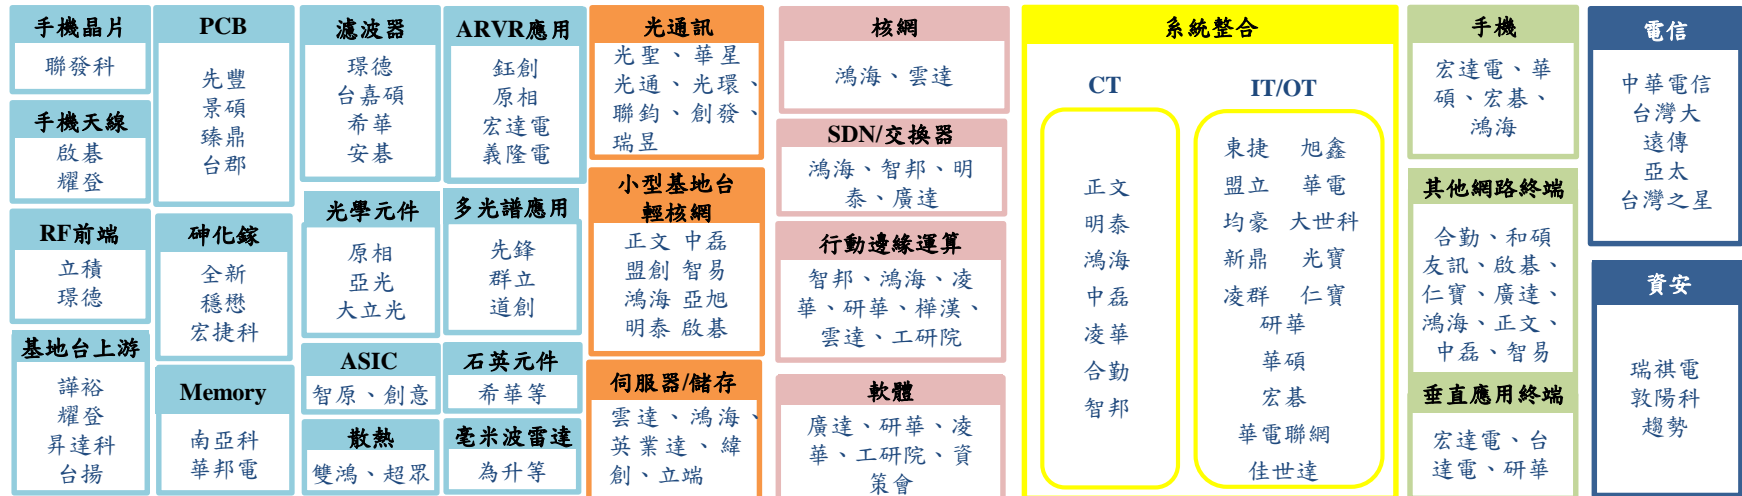 手機晶片
聯發科
手機天線
啟碁
耀登
RF前端
立積
璟德
基地台上游
譁裕
耀登
昇達科
台揚
PCB
先豐
景碩
臻鼎
台郡
砷化鎵
全新
穩懋
宏捷科
Memory
南亞科
華邦電
濾波器
璟德
台嘉碩
希華
安碁
光學元件
原相
亞光
大立光
ASIC
智原、創意
散熱
雙鴻、超眾
ARVR應用
鈺創
原相
宏達電
義隆電
多光譜應用
先鋒
群立
道創
石英元件
希華等
毫米波雷達
為升等
光通訊
光聖、華星
光通、光環、
聯鈞、創發、
瑞昱
小型基地台
輕核網
正文 中磊
盟創 智易
鴻海 亞旭
明泰 啟碁
伺服器/儲存
雲達、鴻海、
英業達、緯
創、立端
核網
鴻海、雲達
SDN/交換器
鴻海、智邦、明
泰、廣達
行動邊緣運算
智邦、鴻海、凌
華、研華、樺漢、
雲達、工研院
軟體
廣達、研華、凌
華、工研院、資
策會
系統整合
CT
正文
明泰
鴻海
中磊
凌華
合勤
智邦
IT/OT
東捷 旭鑫
盟立 華電
均豪 大世科
新鼎 光寶
凌群 仁寶
研華
華碩
宏碁
華電聯網
佳世達
手機
宏達電、華
碩、宏碁、
鴻海
其他網路終端
合勤、和碩
友訊、啟碁、
仁寶、廣達、
鴻海、正文、
中磊、智易
垂直應用終端
宏達電、台
達電、研華
電信
中華電信
台灣大
遠傳
亞太
台灣之星
資安
瑞祺電
敦陽科
趨勢